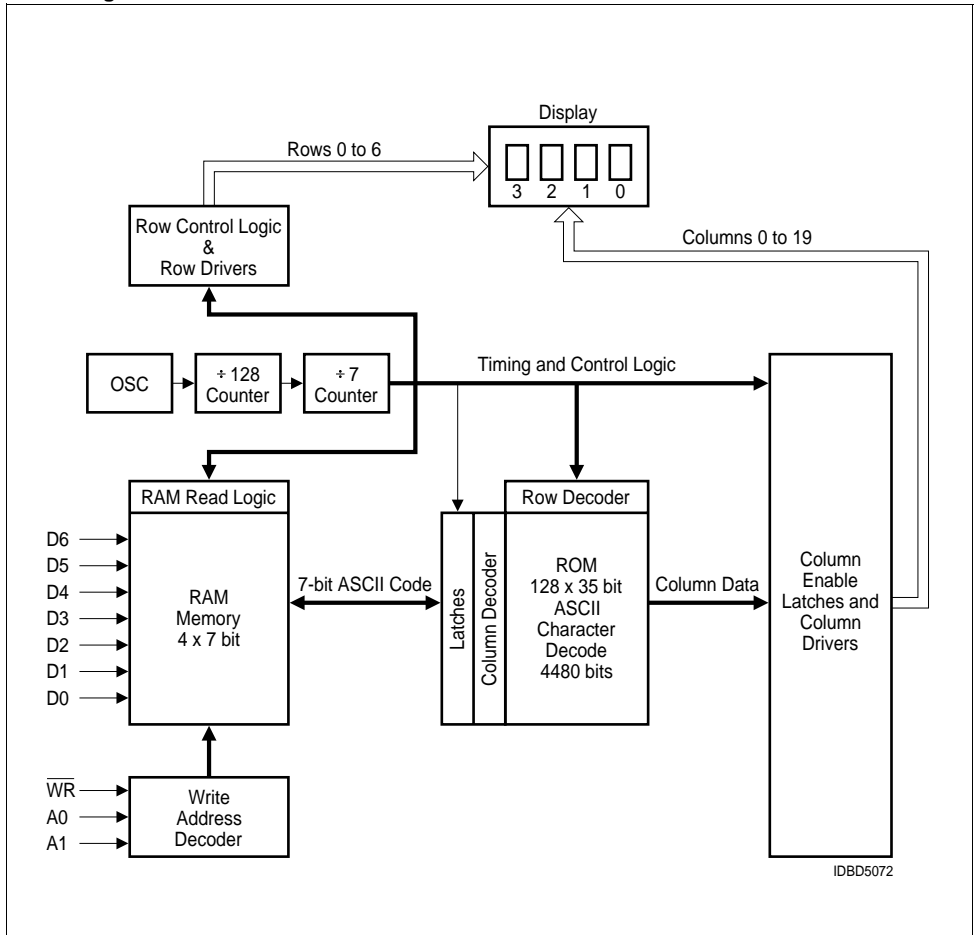 Display
3 2 1 0
Rows 0 to 6
Row Control Logic
&
Row Drivers
Columns 0 to 19
OSC
÷ 128
Counter
÷ 7
Counter
Timing and Control Logic
RAM Read Logic
RAM
Memory
4 x 7 bit
D6
D5
D4
D3
D2
D1
D0
7-bit ASCII Code
Latches
Column Decoder
Row Decoder
ROM
128 x 35 bit
ASCII
Character
Decode
4480 bits
Column Data
Column
Enable
Latches and
Column
Drivers
WR
A0
A1
Write
Address
Decoder
IDBD5072